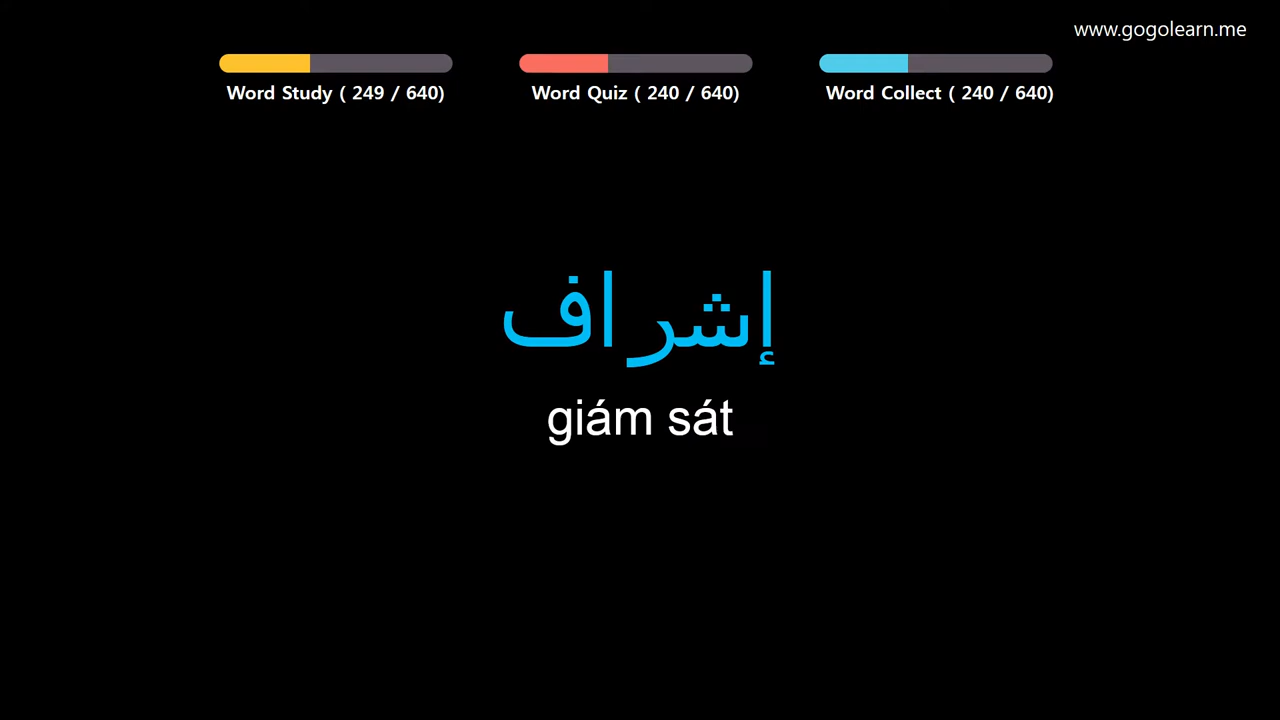 www.gogolearn.me
Word Study ( 249 / 640)
Word Quiz ( 240 / 640)
Word Collect ( 240 / 640)
إشراف
giám sát